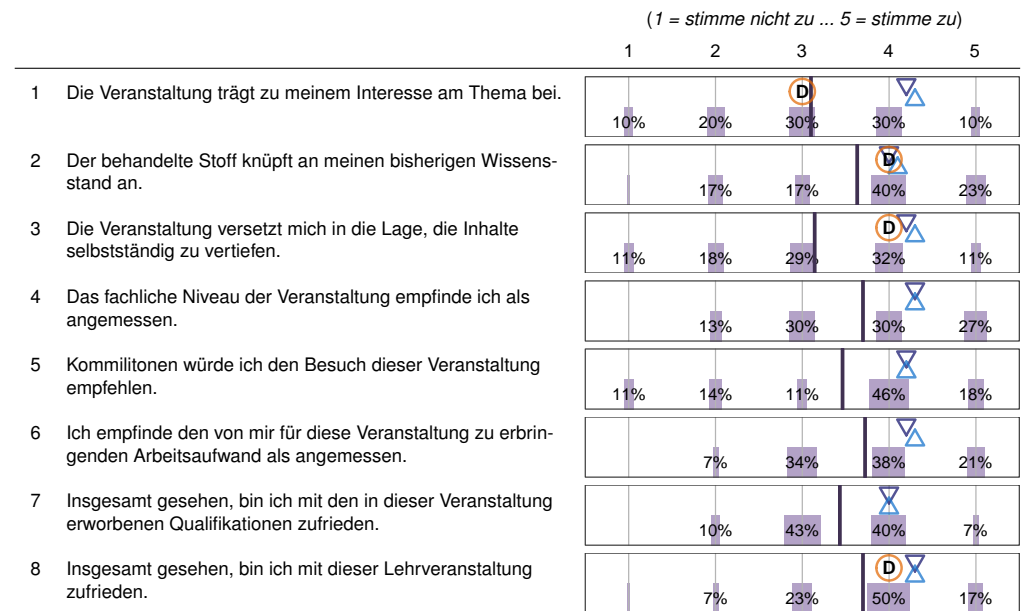 (1 = stimme nicht zu ... 5 = stimme zu)
1 2 3 4 5
1 Die Veranstaltung trägt zu meinem Interesse am Thema bei.
D
10% 20% 30% 30% 10%
2 Der behandelte Stoff knüpft an meinen bisherigen Wissens-
stand an.
D
17% 17% 40% 23%
3 Die Veranstaltung versetzt mich in die Lage, die Inhalte
selbstständig zu vertiefen.
D
11% 18% 29% 32% 11%
4 Das fachliche Niveau der Veranstaltung empfinde ich als
angemessen.
13% 30% 30% 27%
5 Kommilitonen würde ich den Besuch dieser Veranstaltung
empfehlen.
11% 14% 11% 46% 18%
6 Ich empfinde den von mir für diese Veranstaltung zu erbrin-
genden Arbeitsaufwand als angemessen.
7% 34% 38% 21%
7 Insgesamt gesehen, bin ich mit den in dieser Veranstaltung
erworbenen Qualifikationen zufrieden.
10% 43% 40% 7%
8 Insgesamt gesehen, bin ich mit dieser Lehrveranstaltung
zufrieden.
D
7% 23% 50% 17%